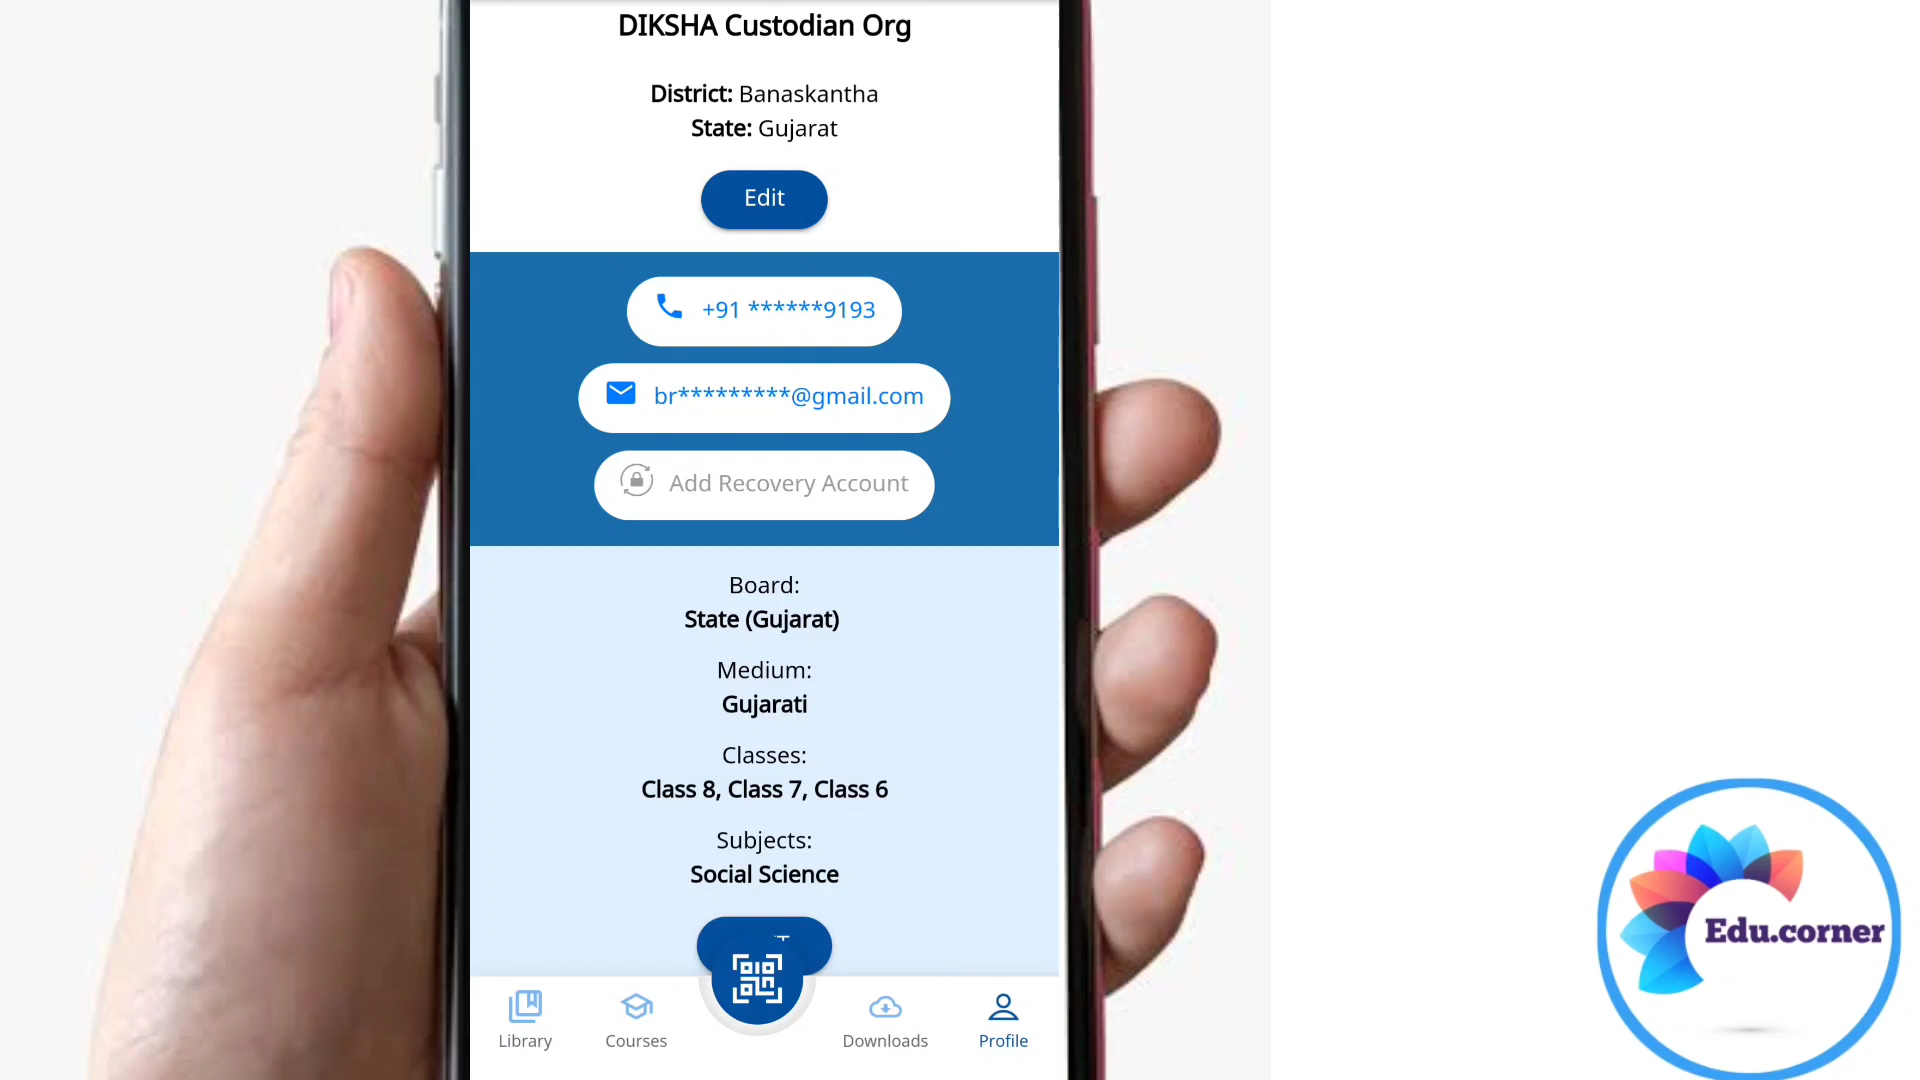 DIKSHA Custodian Org
District: Banaskantha
State: Gujarat
Edit
+91 ******9193
br*********@gmail.com
Add Recovery Account
Board:
State (Gujarat)
Medium:
Gujarati
Classes:
Class 8, Class 7, Class 6
Subjects:
Social Science
Library
Courses
Downloads
Profile
Edu.corner